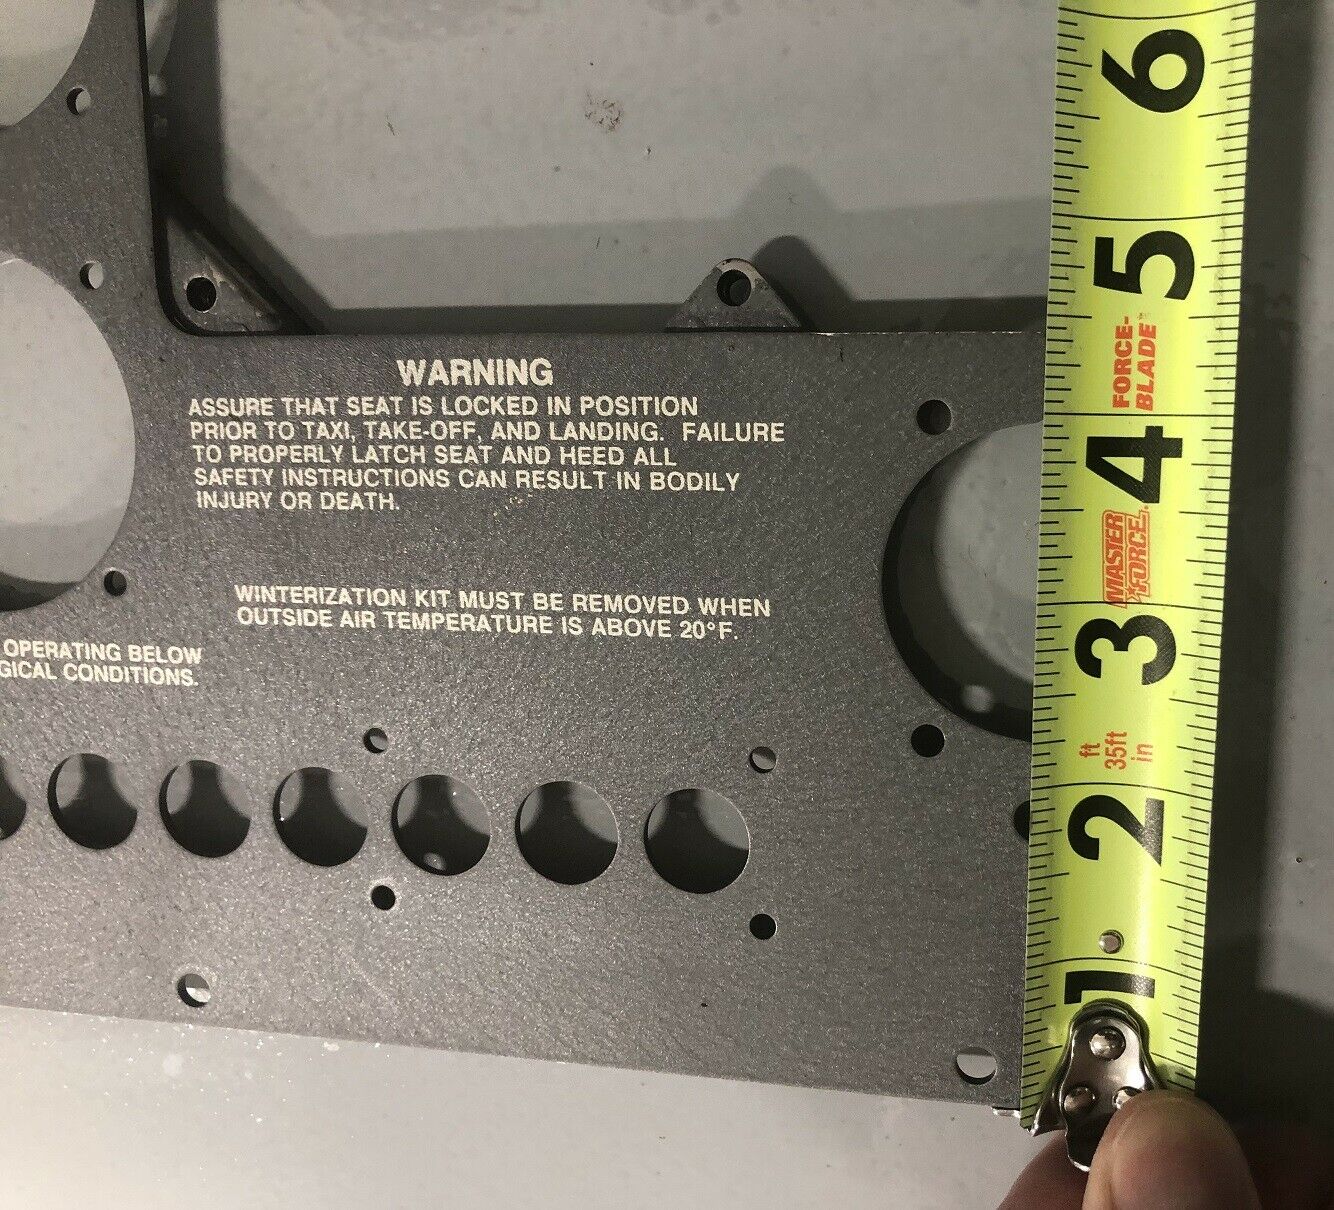 WARNING
ASSURE THAT SEAT IS LOCKED IN POSITION
PRIOR TO TAXI, TAKE-OFF, AND LANDING. FAILURE
TO PROPERLY LATCH SEAT AND HEED ALL
SAFETY INSTRUCTIONS CAN RESULT IN BODILY
INJURY OR DEATH.
WINTERIZATION KIT MUST BE REMOVED WHEN
OUTSIDE AIR TEMPERATURE IS ABOVE 20°F.
OPERATING BELOW
GICAL CONDITIONS.
6
5
FORCE-
BLADE™
4
MASTER
FORCE®
3
ft
35ft
in
2
1